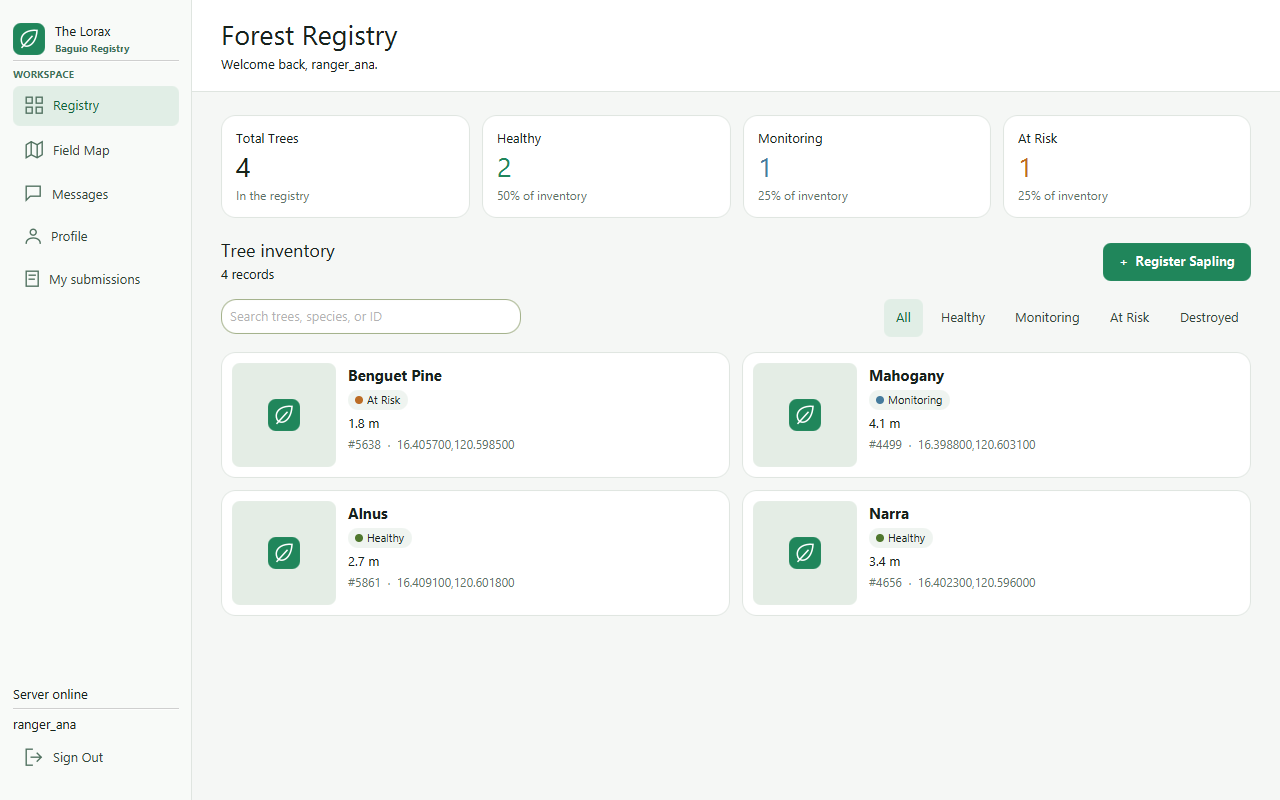 The Lorax
Baguio Registry
WORKSPACE
Registry
Field Map
Messages
Profile
My submissions
Server online
ranger_ana
Sign Out
Forest Registry
Welcome back, ranger_ana.
Total Trees
4
In the registry
Healthy
2
50% of inventory
Monitoring
1
25% of inventory
At Risk
1
25% of inventory
Tree inventory
4 records
+ Register Sapling
Search trees, species, or ID
All Healthy Monitoring At Risk Destroyed
Benguet Pine
At Risk
1.8 m
#5638 · 16.405700,120.598500
Mahogany
Monitoring
4.1 m
#4499 · 16.398800,120.603100
Alnus
Healthy
2.7 m
#5861 · 16.409100,120.601800
Narra
Healthy
3.4 m
#4656 · 16.402300,120.596000